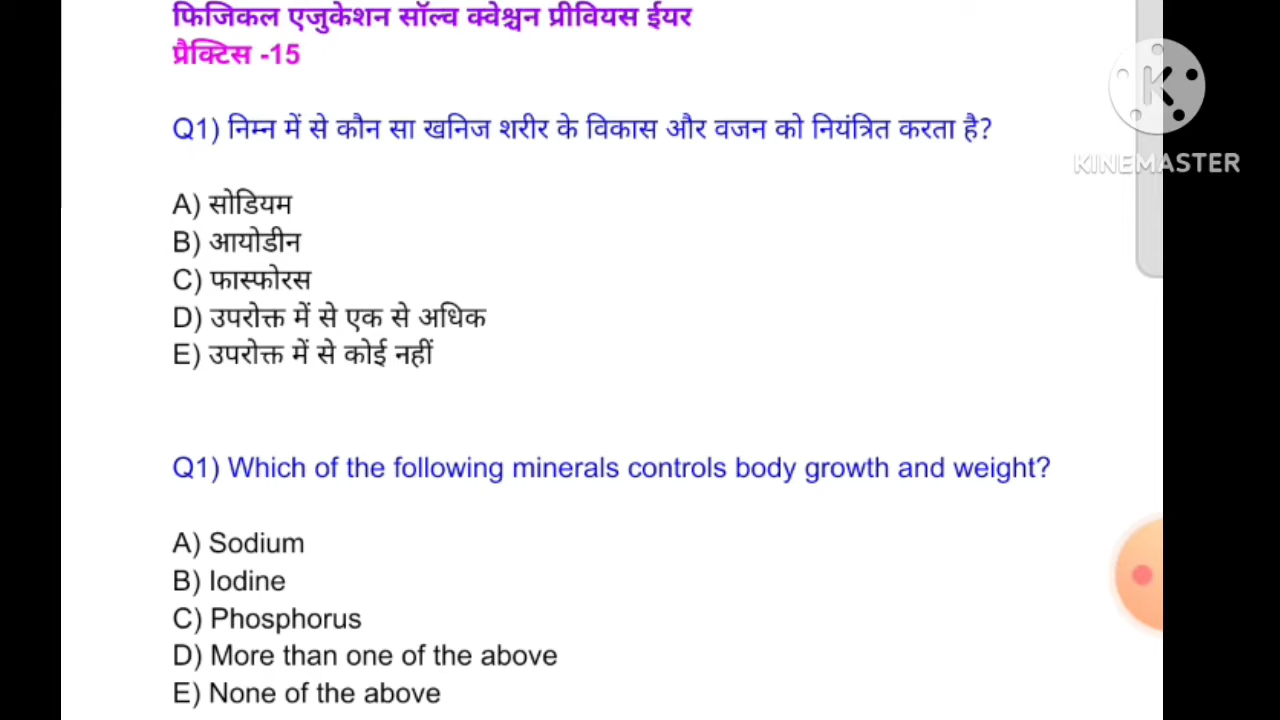 फिजिकल एजुकेशन सॉल्व क्वेश्चन प्रीवियस ईयर
प्रैक्टिस -15
Q1) निम्न में से कौन सा खनिज शरीर के विकास और वजन को नियंत्रित करता है?
K
KINEMASTER
A) सोडियम
B) आयोडीन
C) फास्फोरस
D) उपरोक्त में से एक से अधिक
E) उपरोक्त में से कोई नहीं
Q1) Which of the following minerals controls body growth and weight?
A) Sodium
B) Iodine
C) Phosphorus
D) More than one of the above
E) None of the above